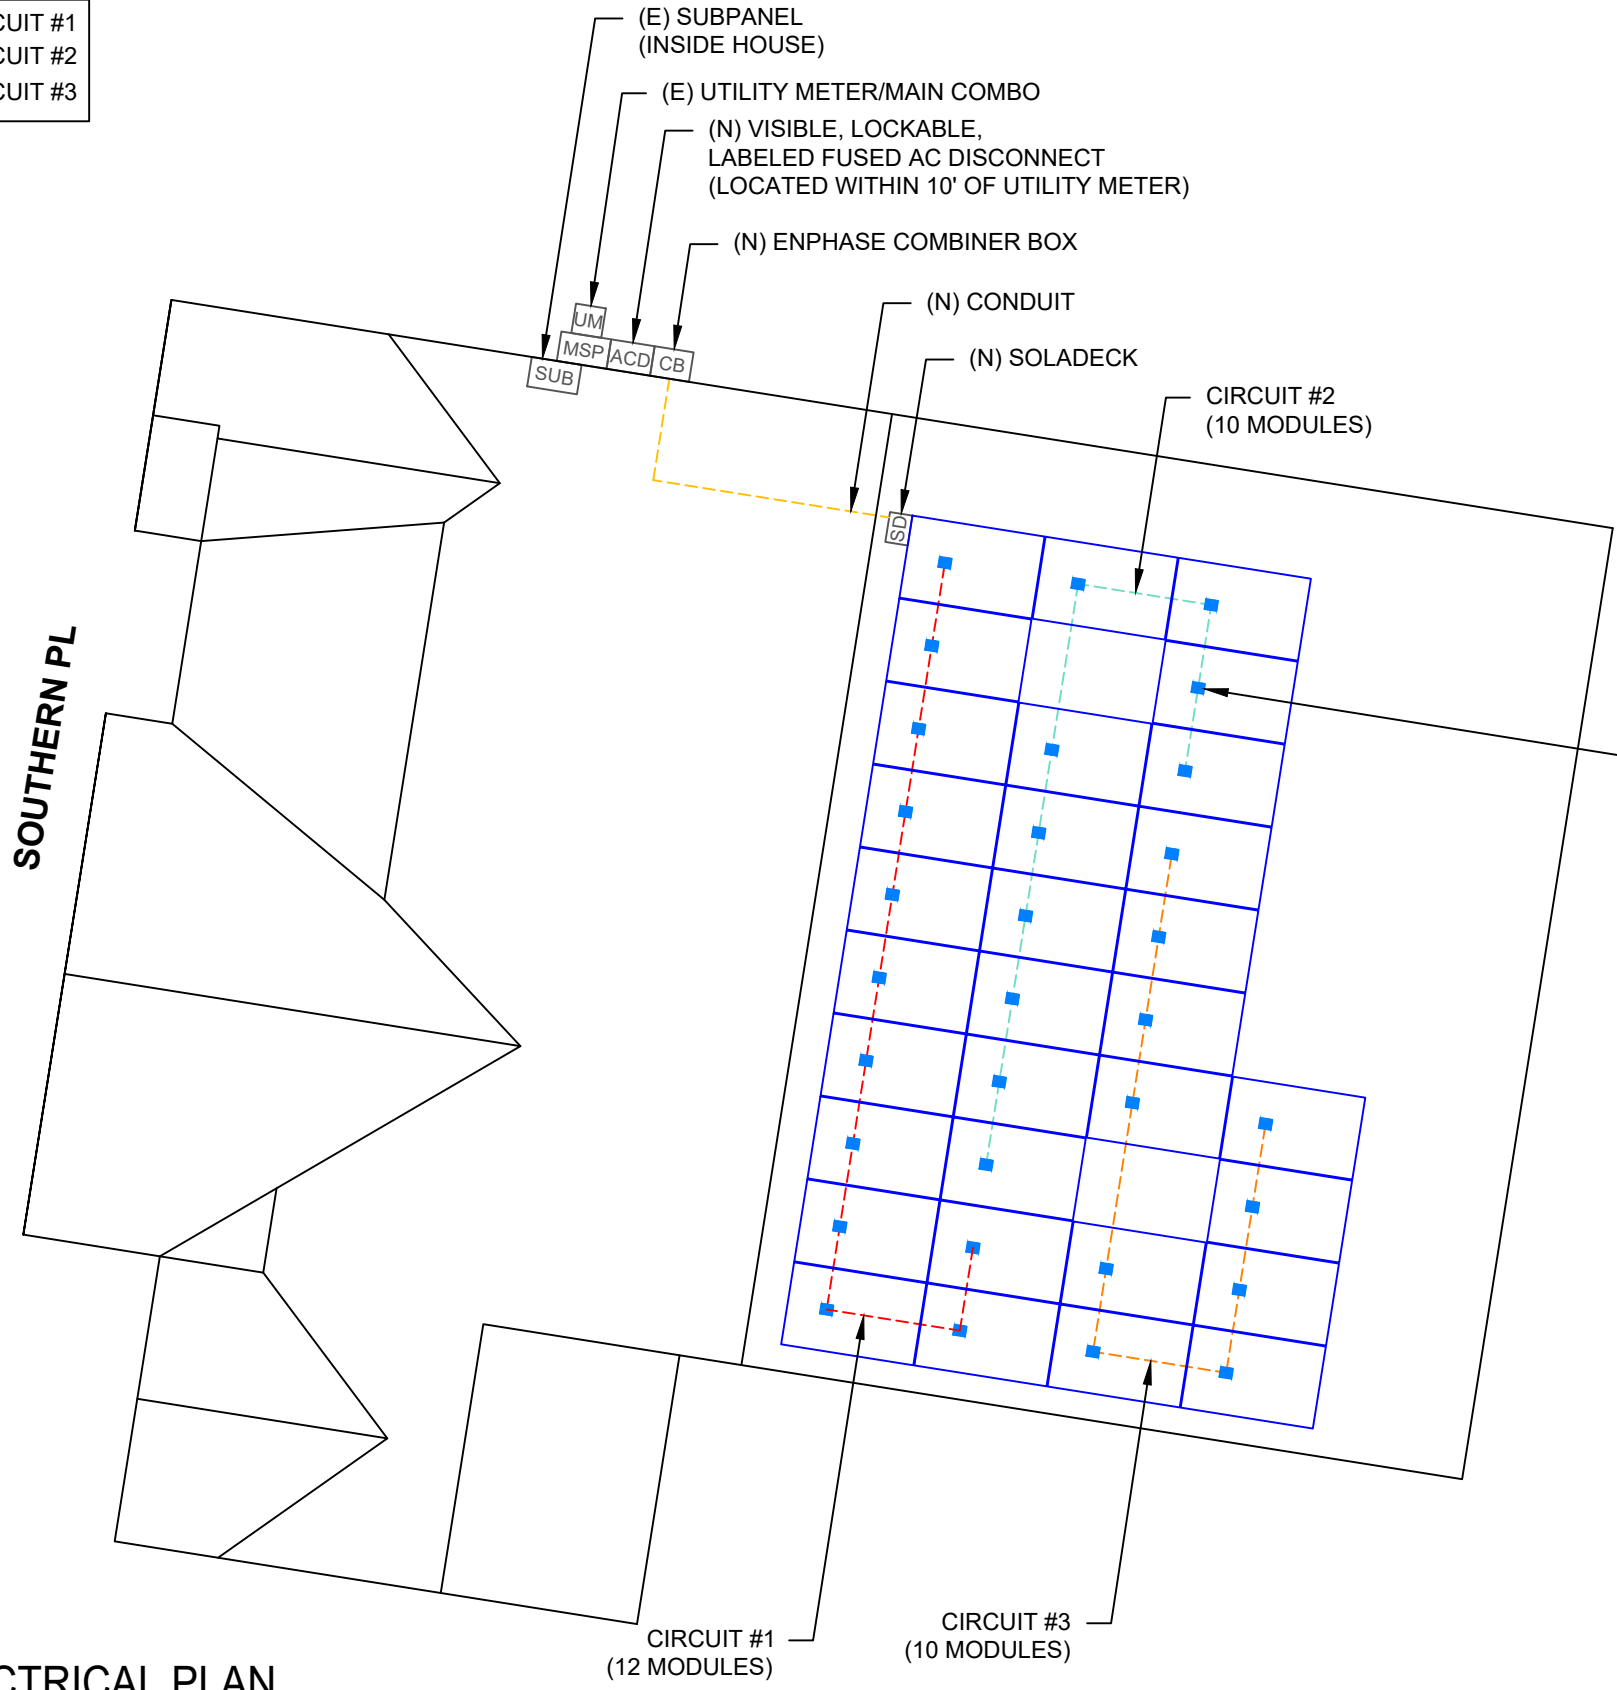 CUIT #1
CUIT #2
CUIT #3
(E) SUBPANEL
(INSIDE HOUSE)
(E) UTILITY METER/MAIN COMBO
(N) VISIBLE, LOCKABLE,
LABELED FUSED AC DISCONNECT
(LOCATED WITHIN 10' OF UTILITY METER)
(N) ENPHASE COMBINER BOX
(N) CONDUIT
(N) SOLADECK
CIRCUIT #2
(10 MODULES)
UM
MSP
ACD
CB
SUB
SD
SOUTHERN PL
CIRCUIT #1
(12 MODULES)
CIRCUIT #3
(10 MODULES)
CTRICAL PLAN